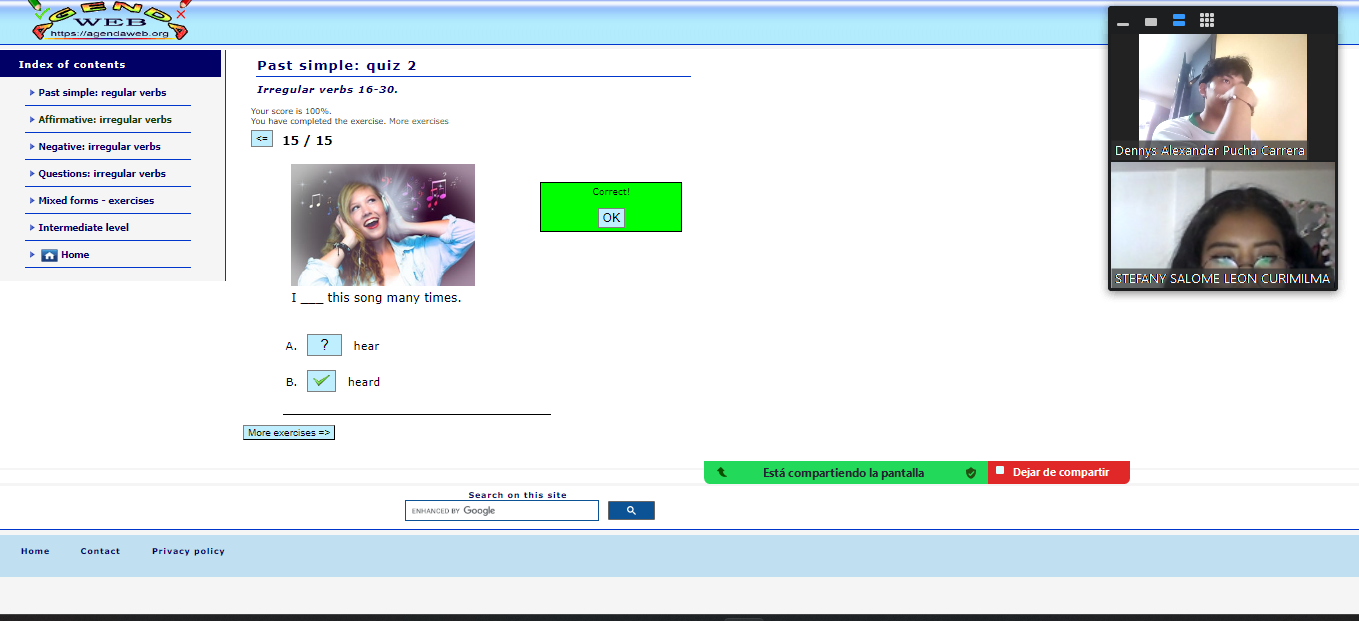 AGENDA
WEB
https://agendaweb.org
Index of contents
Past simple: regular verbs
Affirmative: irregular verbs
Negative: irregular verbs
Questions: irregular verbs
Mixed forms - exercises
Intermediate level
Home
Past simple: quiz 2
Irregular verbs 16-30.
Your score is 100%.
You have completed the exercise. More exercises
<= 15 / 15
Correct!
OK
I ___ this song many times.
A. ? hear
B. heard
More exercises =>
Dennys Alexander Pucha Carrera
STEFANY SALOME LEON CURIMILMA
Está compartiendo la pantalla Dejar de compartir
Search on this site
ENHANCED BY Google
Home Contact Privacy policy